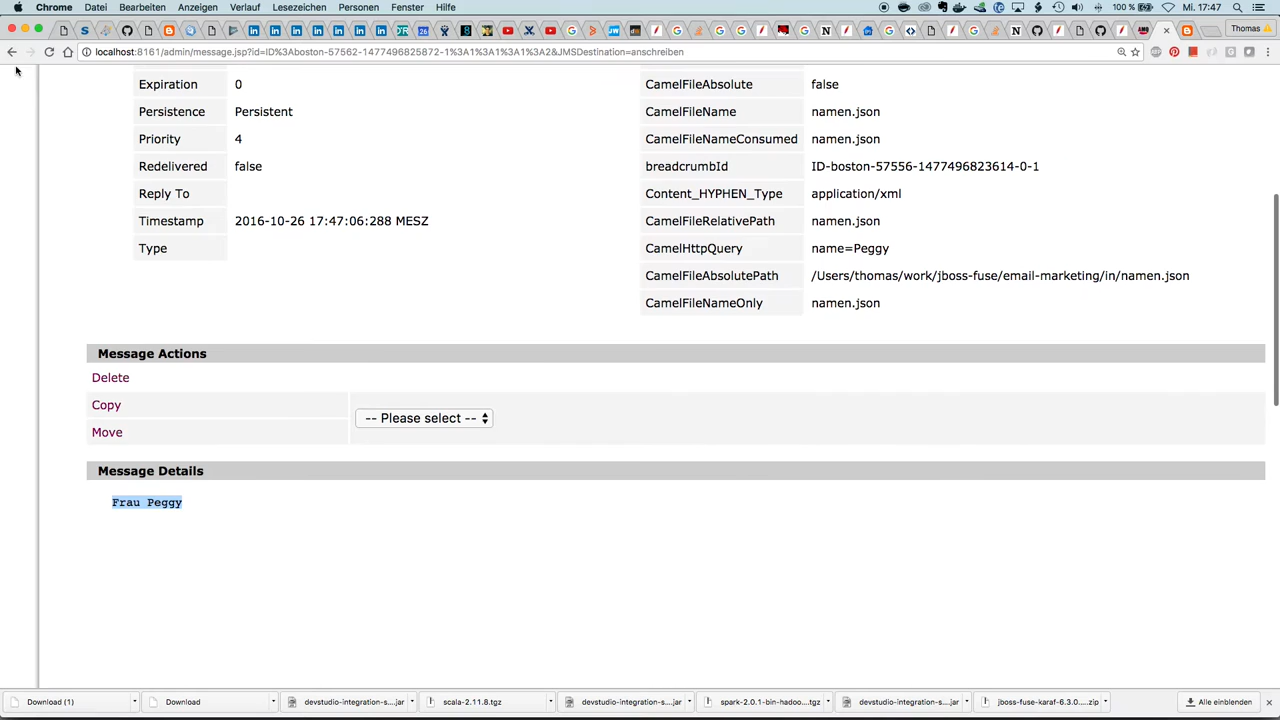 Chrome Datei Bearbeiten Anzeigen Verlauf Lesezeichen Personen Fenster Hilfe 100 % Mi. 17:47
Thomas
localhost:8161/admin/message.jsp?id=ID%3Aboston-57562-1477496825872-1%3A1%3A1%3A1%3A2&JMSDestination=anschreiben
Expiration 0 CamelFileAbsolute false
Persistence Persistent CamelFileName namen.json
Priority 4 CamelFileNameConsumed namen.json
Redelivered false breadcrumbId ID-boston-57556-1477496823614-0-1
Reply To Content_HYPHEN_Type application/xml
Timestamp 2016-10-26 17:47:06:288 MESZ CamelFileRelativePath namen.json
Type CamelHttpQuery name=Peggy
CamelFileAbsolutePath /Users/thomas/work/jboss-fuse/email-marketing/in/namen.json
CamelFileNameOnly namen.json
Message Actions
Delete
Copy
-- Please select --
Move
Message Details
Frau Peggy
Download (1) Download devstudio-integration-s....jar scala-2.11.8.tgz devstudio-integration-s....jar spark-2.0.1-bin-hadoo....tgz devstudio-integration-s....jar jboss-fuse-karaf-6.3.0....zip Alle einblenden